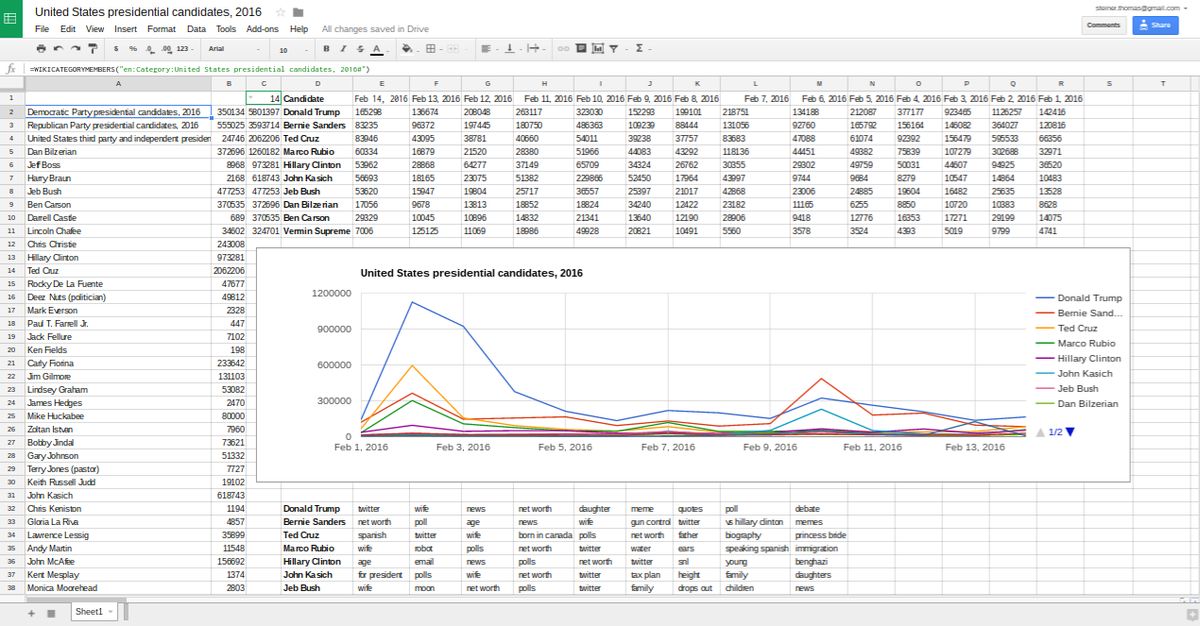 United States presidential candidates, 2016
steiner.thomas@gmail.com
File Edit View Insert Format Data Tools Add-ons Help All changes saved in Drive
Comments Share
$ % .0 .00 123 Arial 10 B I S A
fx =WIKICATEGORYMEMBERS("en:Category:United States presidential candidates, 2016#")
A B C D E F G H I J K L M N O P Q R S T
1 14 Candidate Feb 14, 2016 Feb 13, 2016 Feb 12, 2016 Feb 11, 2016 Feb 10, 2016 Feb 9, 2016 Feb 8, 2016 Feb 7, 2016 Feb 6, 2016 Feb 5, 2016 Feb 4, 2016 Feb 3, 2016 Feb 2, 2016 Feb 1, 2016
2 Democratic Party presidential candidates, 2016 350134 5801397 Donald Trump 165298 136674 208048 263117 323030 152293 199101 218751 134188 212087 377177 923465 1126257 142416
3 Republican Party presidential candidates, 2016 555025 3593714 Bernie Sanders 83235 96372 197445 180750 486363 109239 88444 131056 92760 165792 156164 146082 364027 120816
4 United States third party and independent presiden 24746 2062206 Ted Cruz 83946 43095 38781 40660 54011 39238 37757 83683 47088 61074 92392 156479 595533 66356
5 Dan Bilzerian 372696 1260182 Marco Rubio 60334 16879 21520 28380 51966 44083 43292 118136 44451 49382 75839 107279 302688 32971
6 Jeff Boss 8968 973281 Hillary Clinton 53962 28868 64277 37149 65709 34324 26762 30355 29302 49759 50031 44607 94925 36520
7 Harry Braun 2168 618743 John Kasich 56693 18165 23075 51382 229866 52450 17964 43997 9744 9684 8279 10547 14864 10483
8 Jeb Bush 477253 477253 Jeb Bush 53620 15947 19804 25717 36557 25397 21017 42868 23006 24885 19604 16482 25635 13528
9 Ben Carson 370535 372696 Dan Bilzerian 17056 9678 13813 18852 18824 34240 12422 23182 11165 6255 8850 10720 10383 8628
10 Darell Castle 689 370535 Ben Carson 29329 10045 10896 14832 21341 13640 12190 28906 9418 12776 16353 17271 29199 14075
11 Lincoln Chafee 34602 324701 Vermin Supreme 7006 125125 11069 18986 49928 20821 10491 5560 3578 3524 4393 5019 9799 4741
12 Chris Christie 243008
13 Hillary Clinton 973281
14 Ted Cruz 2062206
15 Rocky De La Fuente 47677
16 Deez Nuts (politician) 49812
17 Mark Everson 2328
18 Paul T. Farrell Jr. 447
19 Jack Fellure 7102
20 Ken Fields 198
21 Carly Fiorina 233642
22 Jim Gilmore 131103
23 Lindsey Graham 53082
24 James Hedges 2470
25 Mike Huckabee 80000
26 Zoltan Istvan 7960
27 Bobby Jindal 73621
28 Gary Johnson 51332
29 Terry Jones (pastor) 7727
30 Keith Russell Judd 19102
31 John Kasich 618743
United States presidential candidates, 2016
1200000
900000
600000
300000
0
Feb 1, 2016 Feb 3, 2016 Feb 5, 2016 Feb 7, 2016 Feb 9, 2016 Feb 11, 2016 Feb 13, 2016
Donald Trump
Bernie Sand...
Ted Cruz
Marco Rubio
Hillary Clinton
John Kasich
Jeb Bush
Dan Bilzerian
1/2
32 Chris Keniston 1194 Donald Trump twitter wife news net worth daughter meme quotes poll debate
33 Gloria La Riva 4857 Bernie Sanders net worth poll age news wife gun control twitter vs hillary clinton memes
34 Lawrence Lessig 35899 Ted Cruz spanish twitter wife born in canada polls net worth father biography princess bride
35 Andy Martin 11548 Marco Rubio wife robot polls net worth twitter water ears speaking spanish immigration
36 John McAfee 156692 Hillary Clinton age email news polls net worth twitter snl young benghazi
37 Kent Mesplay 1374 John Kasich for president polls wife net worth twitter tax plan height family daughters
38 Monica Moorehead 2803 Jeb Bush wife moon net worth polls twitter family drops out children news
Sheet1